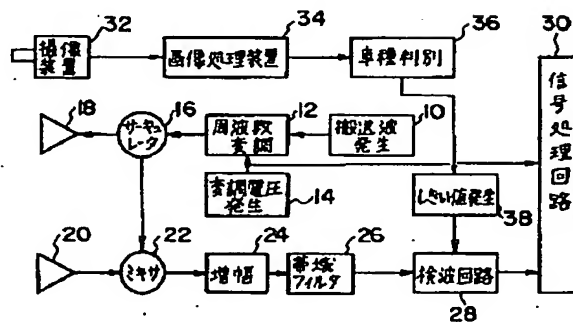 32
撮像
装置
34
画像処理装置
36
車種判別
30
信号処理回路
18
16
サーキュ
レータ
12
周波数
変調
10
搬送波
発生
変調電圧
発生
14
しきい値発生
38
20
22
ミキサ
24
増幅
26
帯域
フィルタ
検波回路
28